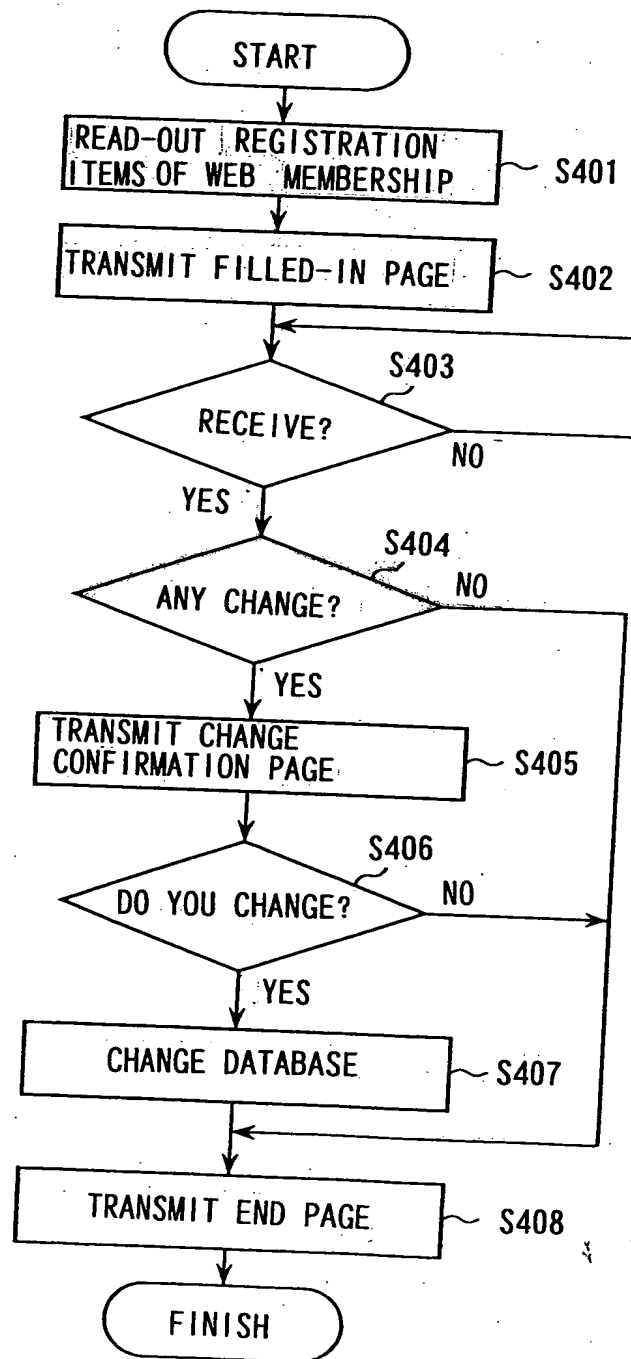 START
READ-OUT REGISTRATION
ITEMS OF WEB MEMBERSHIP
S401
TRANSMIT FILLED-IN PAGE
S402
S403
RECEIVE?
NO
YES
S404
ANY CHANGE?
NO
YES
TRANSMIT CHANGE
CONFIRMATION PAGE
S405
S406
DO YOU CHANGE?
NO
YES
CHANGE DATABASE
S407
TRANSMIT END PAGE
S408
FINISH